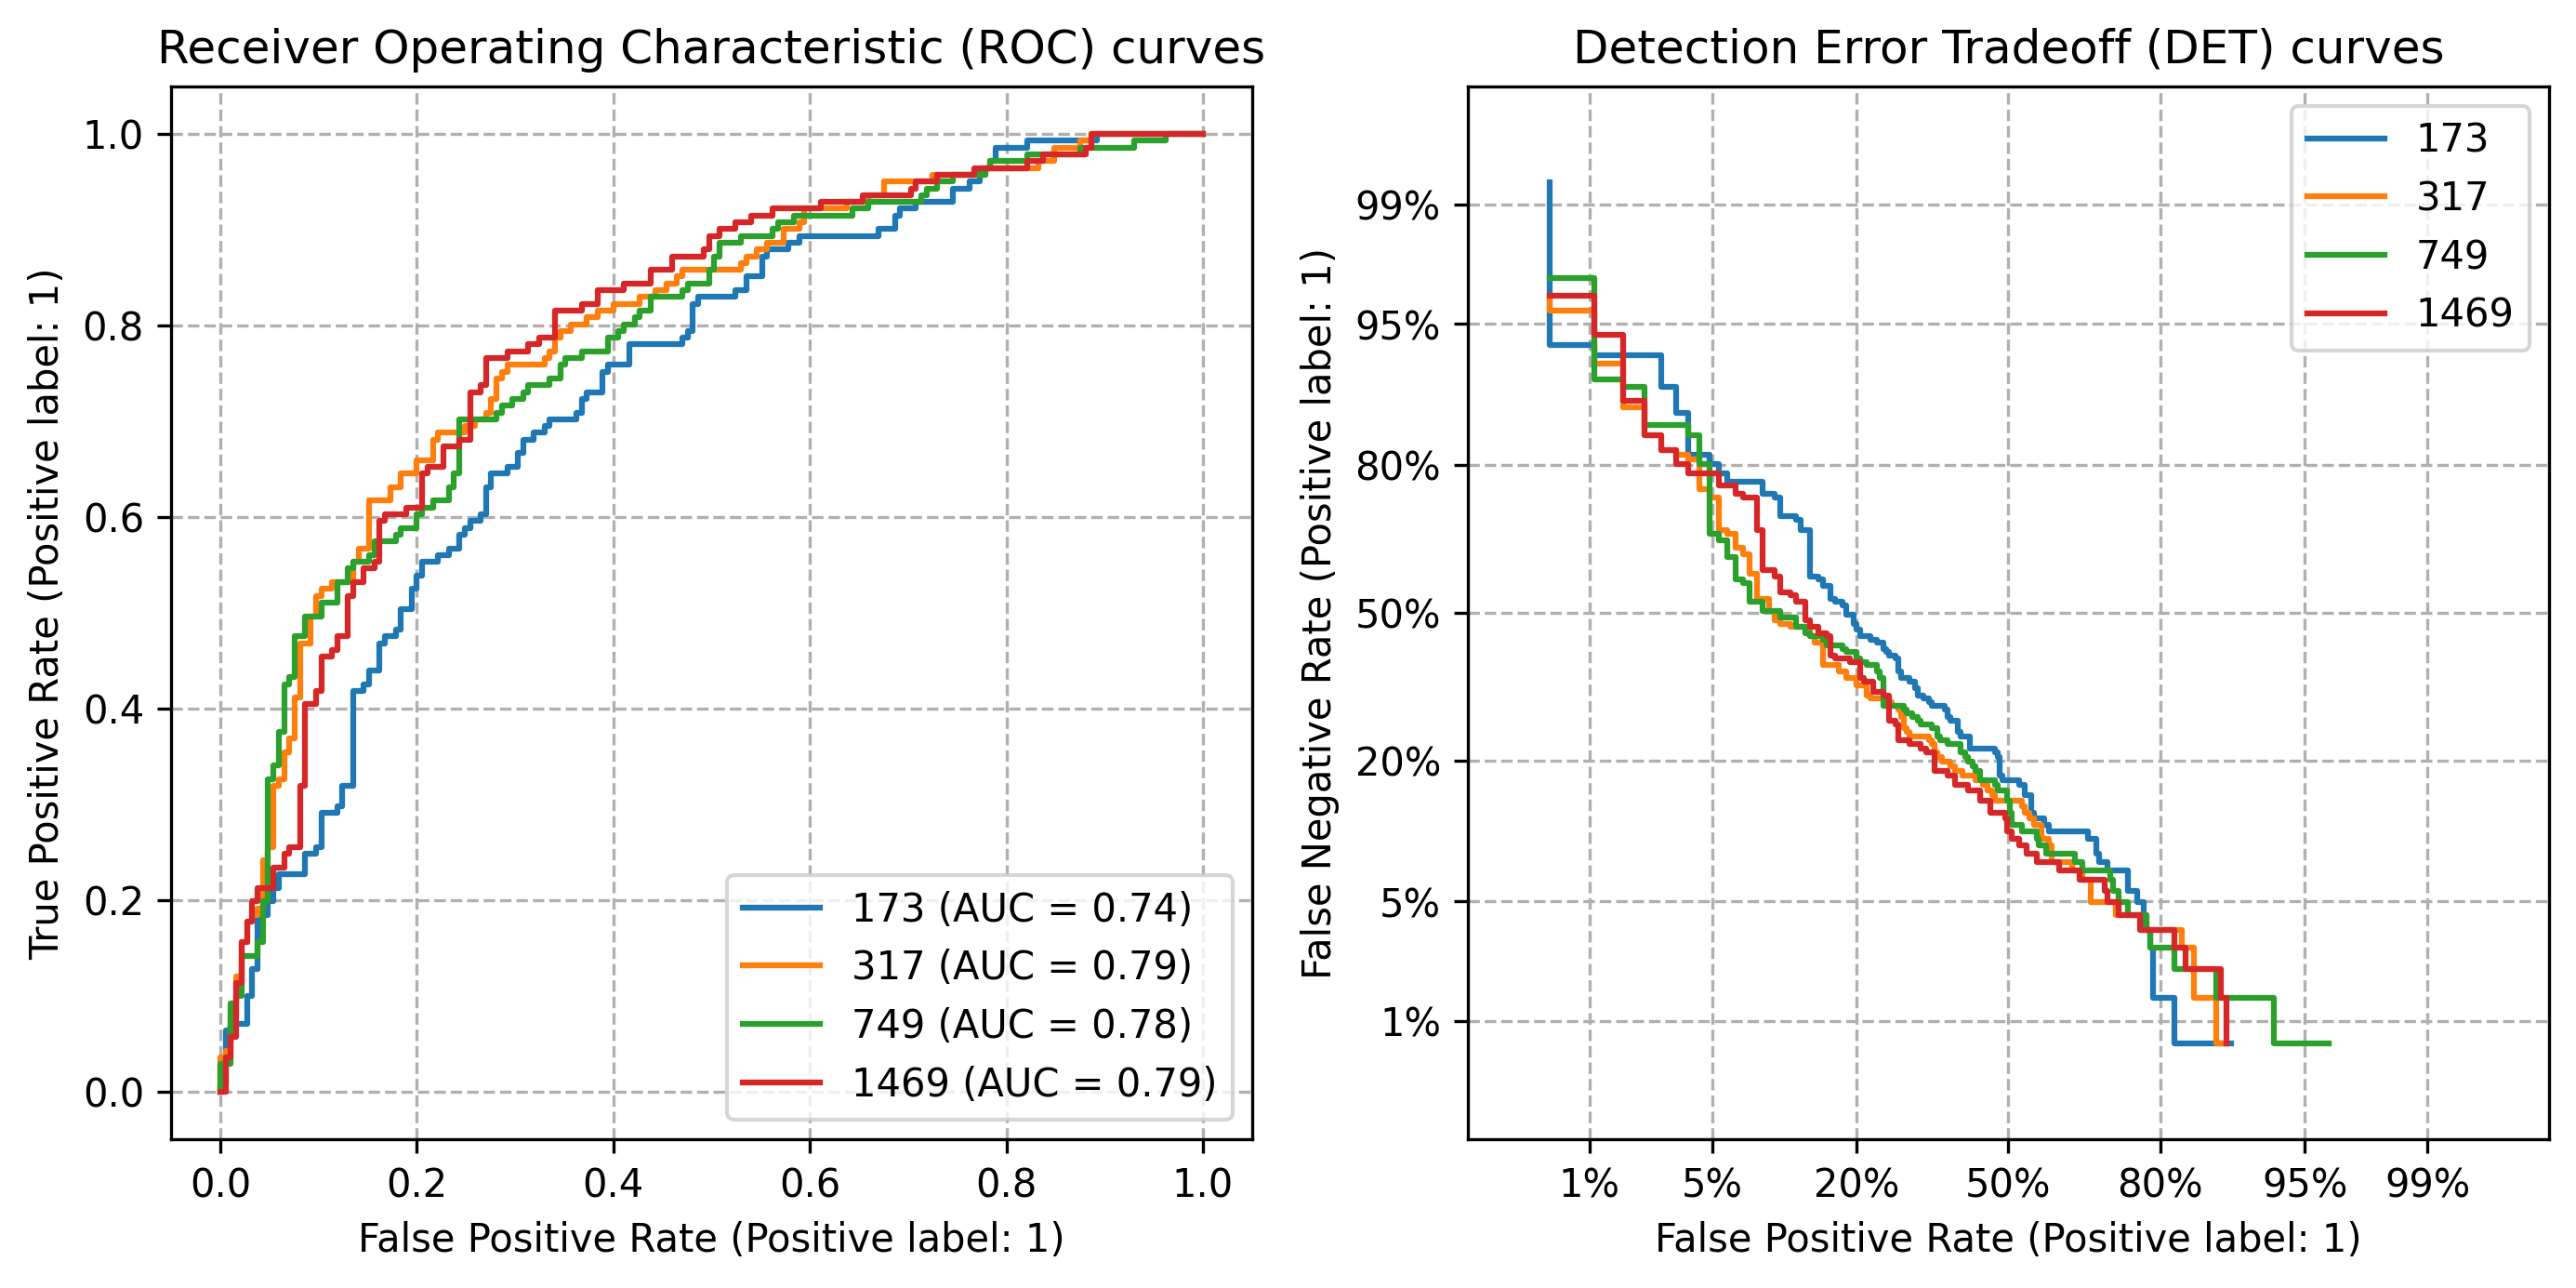 Receiver Operating Characteristic (ROC) curves
True Positive Rate (Positive label: 1)
1.0
0.8
0.6
0.4
0.2
0.0
173 (AUC = 0.74)
317 (AUC = 0.79)
749 (AUC = 0.78)
1469 (AUC = 0.79)
0.0 0.2 0.4 0.6 0.8 1.0
False Positive Rate (Positive label: 1)
Detection Error Tradeoff (DET) curves
False Negative Rate (Positive label: 1)
99%
95%
80%
50%
20%
5%
1%
173
317
749
1469
1% 5% 20% 50% 80% 95% 99%
False Positive Rate (Positive label: 1)